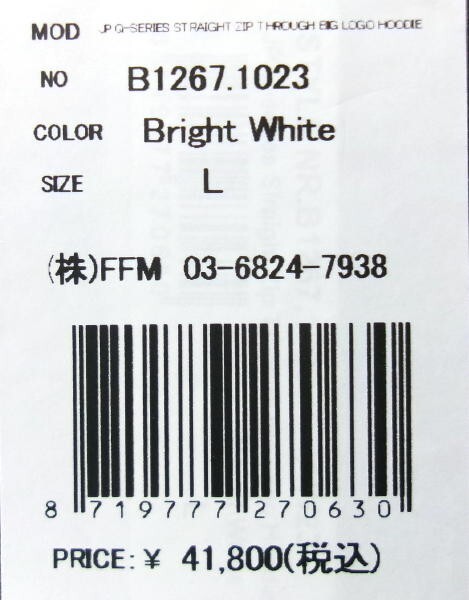 MOD JP Q-SERIES STRAIGHT ZIP THROUGH BIG LOGO HOODIE
NO B1267.1023
COLOR Bright White
SIZE L
(株)FFM 03-6824-7938
8 719777 270630
PRICE: ¥ 41,800(税込)